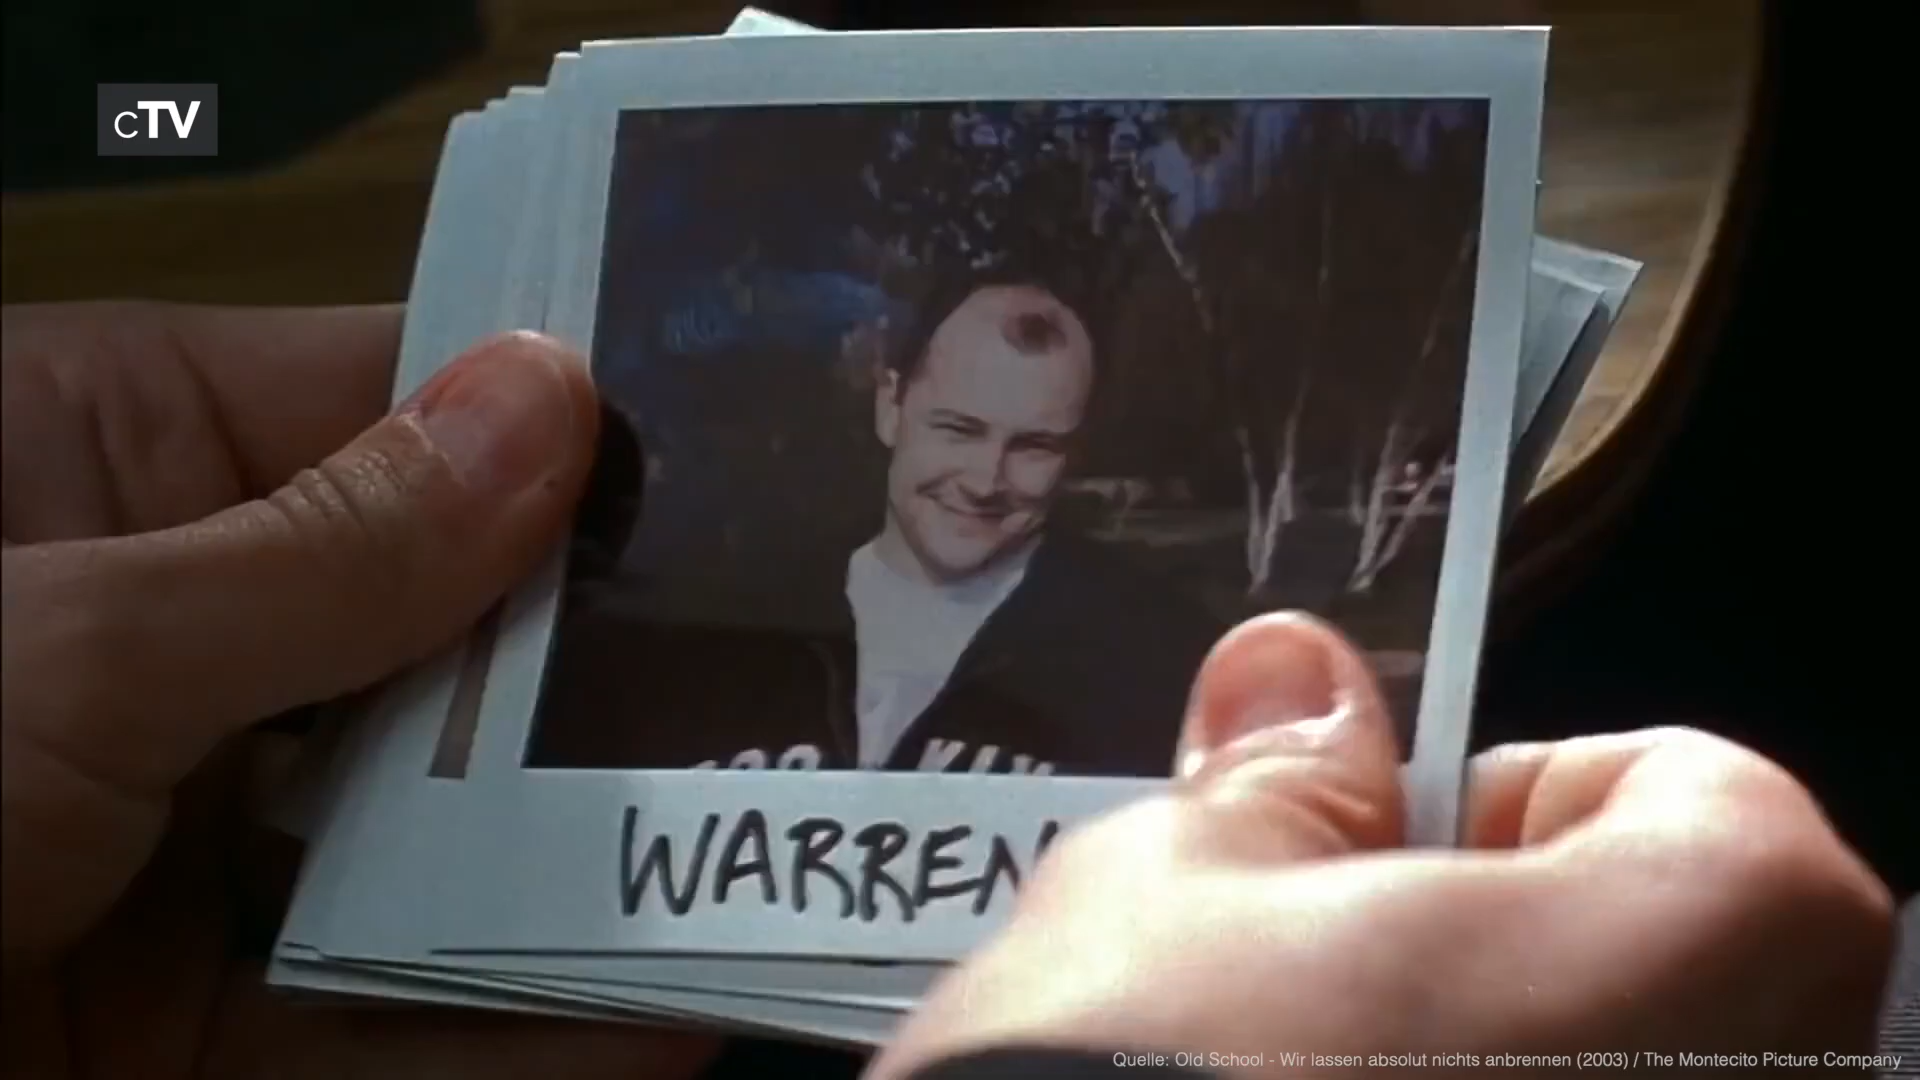 cTV
WARREN
Quelle: Old School - Wir lassen absolut nichts anbrennen (2003) / The Montecito Picture Company